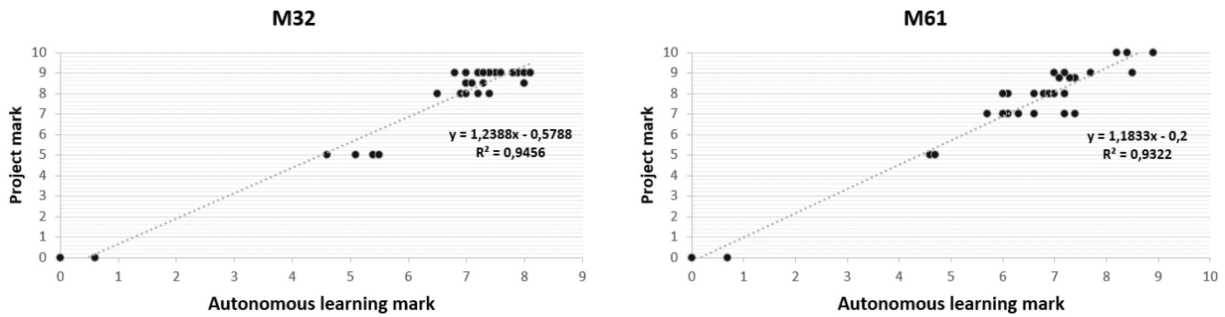 M32
10
9
8
7
6
5
4
3
2
1
0
Project mark
y = 1,2388x - 0,5788
R² = 0,9456
0 1 2 3 4 5 6 7 8 9
Autonomous learning mark
M61
10
9
8
7
6
5
4
3
2
1
0
Project mark
y = 1,1833x - 0,2
R² = 0,9322
0 1 2 3 4 5 6 7 8 9 10
Autonomous learning mark